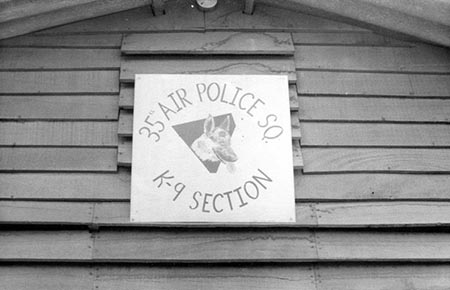 35TH AIR POLICE SQ.
K-9 SECTION